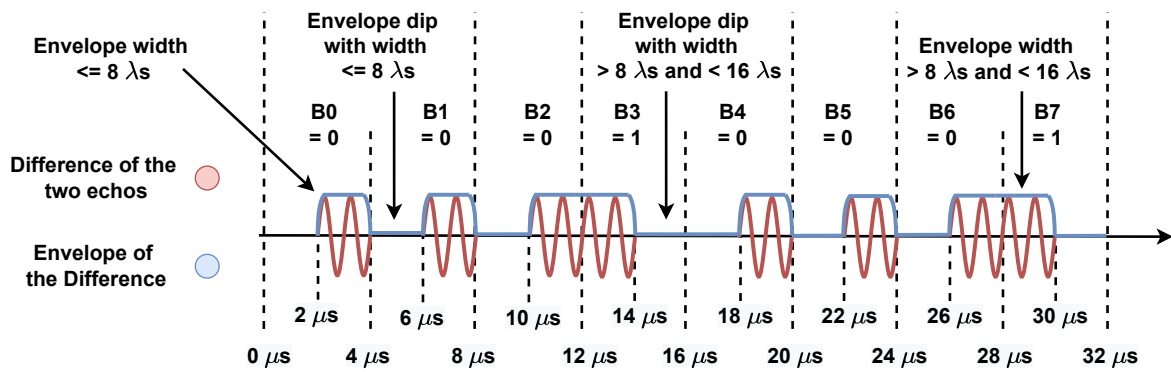 Envelope width
<= 8 λs
Envelope dip
with width
<= 8 λs
Envelope dip
with width
> 8 λs and < 16 λs
Envelope width
> 8 λs and < 16 λs
B0
= 0
B1
= 0
B2
= 0
B3
= 1
B4
= 0
B5
= 0
B6
= 0
B7
= 1
Difference of the
two echos
Envelope of
the Difference
2 μs
6 μs
10 μs
14 μs
18 μs
22 μs
26 μs
30 μs
0 μs
4 μs
8 μs
12 μs
16 μs
20 μs
24 μs
28 μs
32 μs